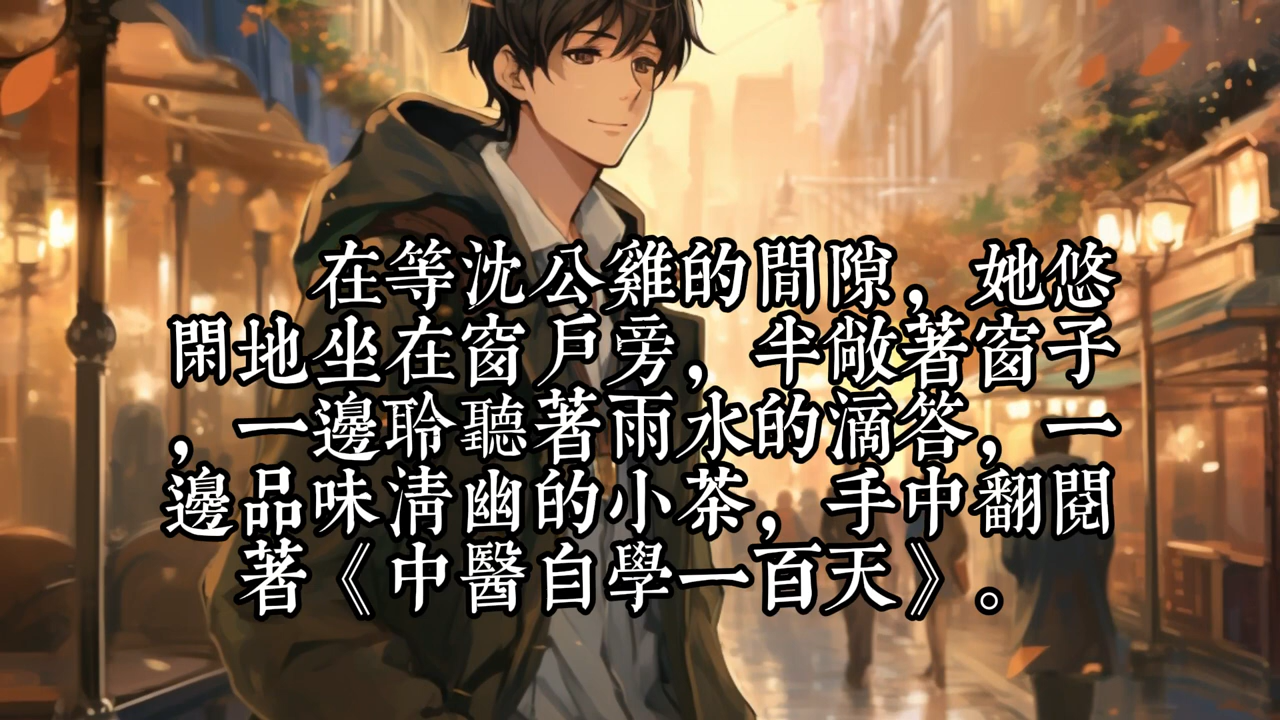 在等沈公雞的間隙，她悠
閑地坐在窗戶旁，半敞著窗子
，一邊聆聽著雨水的滴答，一
邊品味清幽的小茶，手中翻閱
著《中醫自學一百天》。